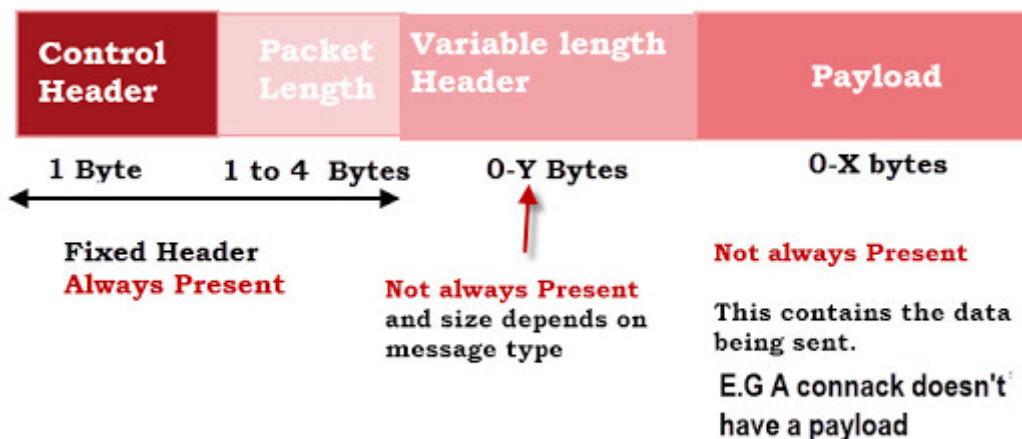 Control
Header
Packet
Length
Variable length
Header
Payload
1 Byte
1 to 4 Bytes
0-Y Bytes
0-X bytes
Fixed Header
Always Present
Not always Present
and size depends on
message type
Not always Present
This contains the data
being sent.
E.G A connack doesn't
have a payload